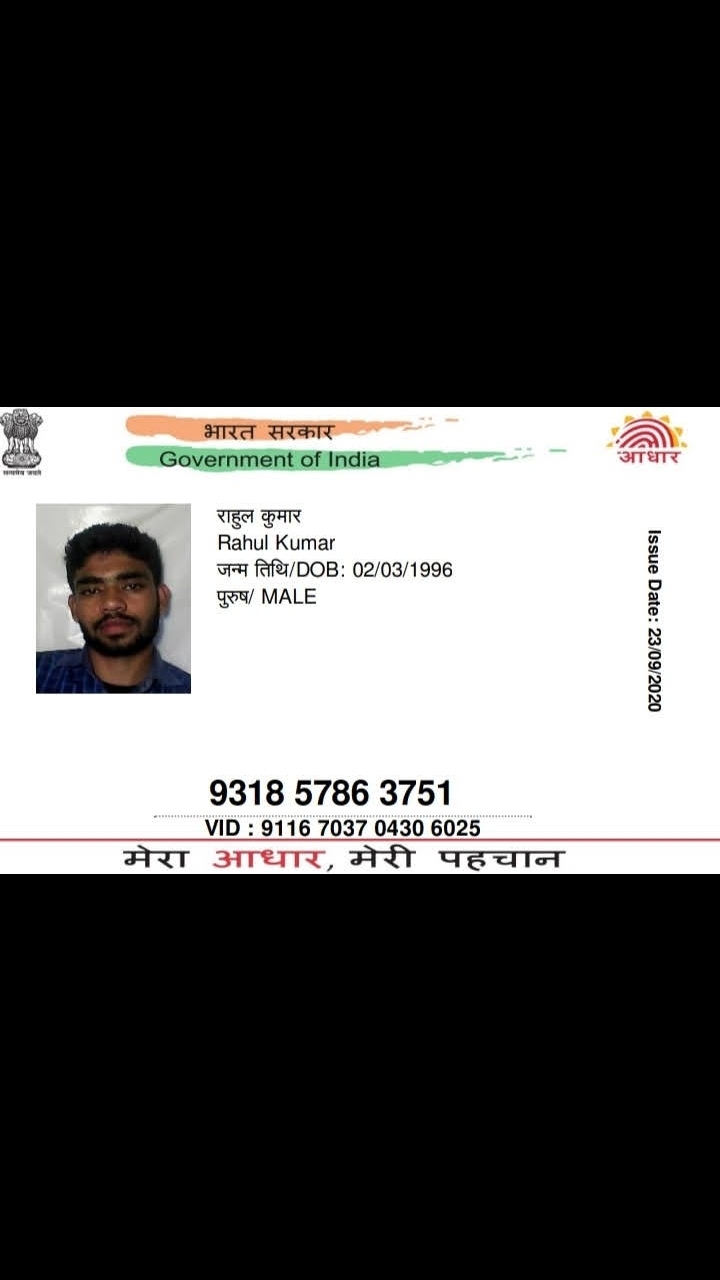 भारत सरकार
Government of India
आधार
सत्यमेव जयते
राहुल कुमार
Rahul Kumar
जन्म तिथि/DOB: 02/03/1996
पुरुष/ MALE
Issue Date: 23/09/2020
9318 5786 3751
VID : 9116 7037 0430 6025
मेरा आधार, मेरी पहचान